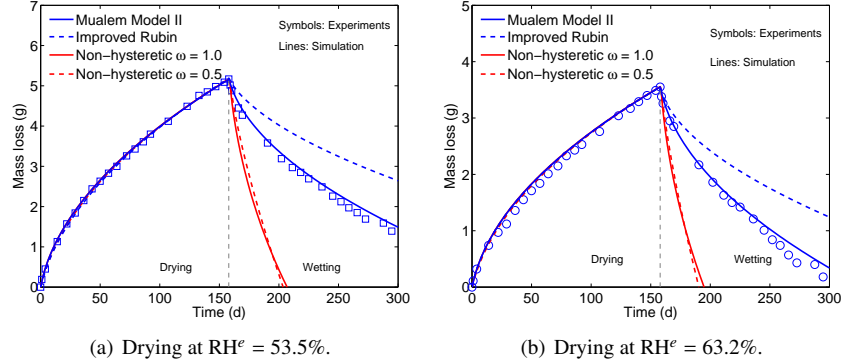 7
6
5
4
3
2
1
0
Mass loss (g)
Mualem Model II
Improved Rubin
Non−hysteretic ω = 1.0
Non−hysteretic ω = 0.5
Symbols: Experiments
Lines: Simulation
Drying
Wetting
0 50 100 150 200 250 300
Time (d)
(a) Drying at RHᵉ = 53.5%.
5
4
3
2
1
0
Mass loss (g)
Mualem Model II
Improved Rubin
Non−hysteretic ω = 1.0
Non−hysteretic ω = 0.5
Symbols: Experiments
Lines: Simulation
Drying
Wetting
0 50 100 150 200 250 300
Time (d)
(b) Drying at RHᵉ = 63.2%.